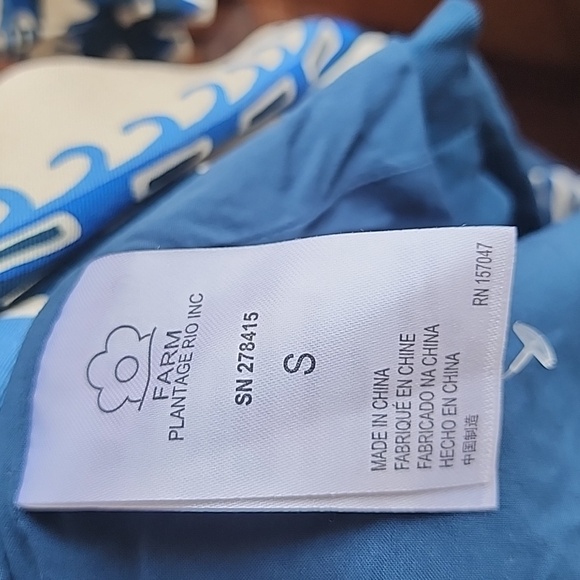 FARM
PLANTAGE RIO INC
SN 278415
S
MADE IN CHINA
FABRIQUÉ EN CHINE
FABRICADO NA CHINA
HECHO EN CHINA
中国制造
RN 157047